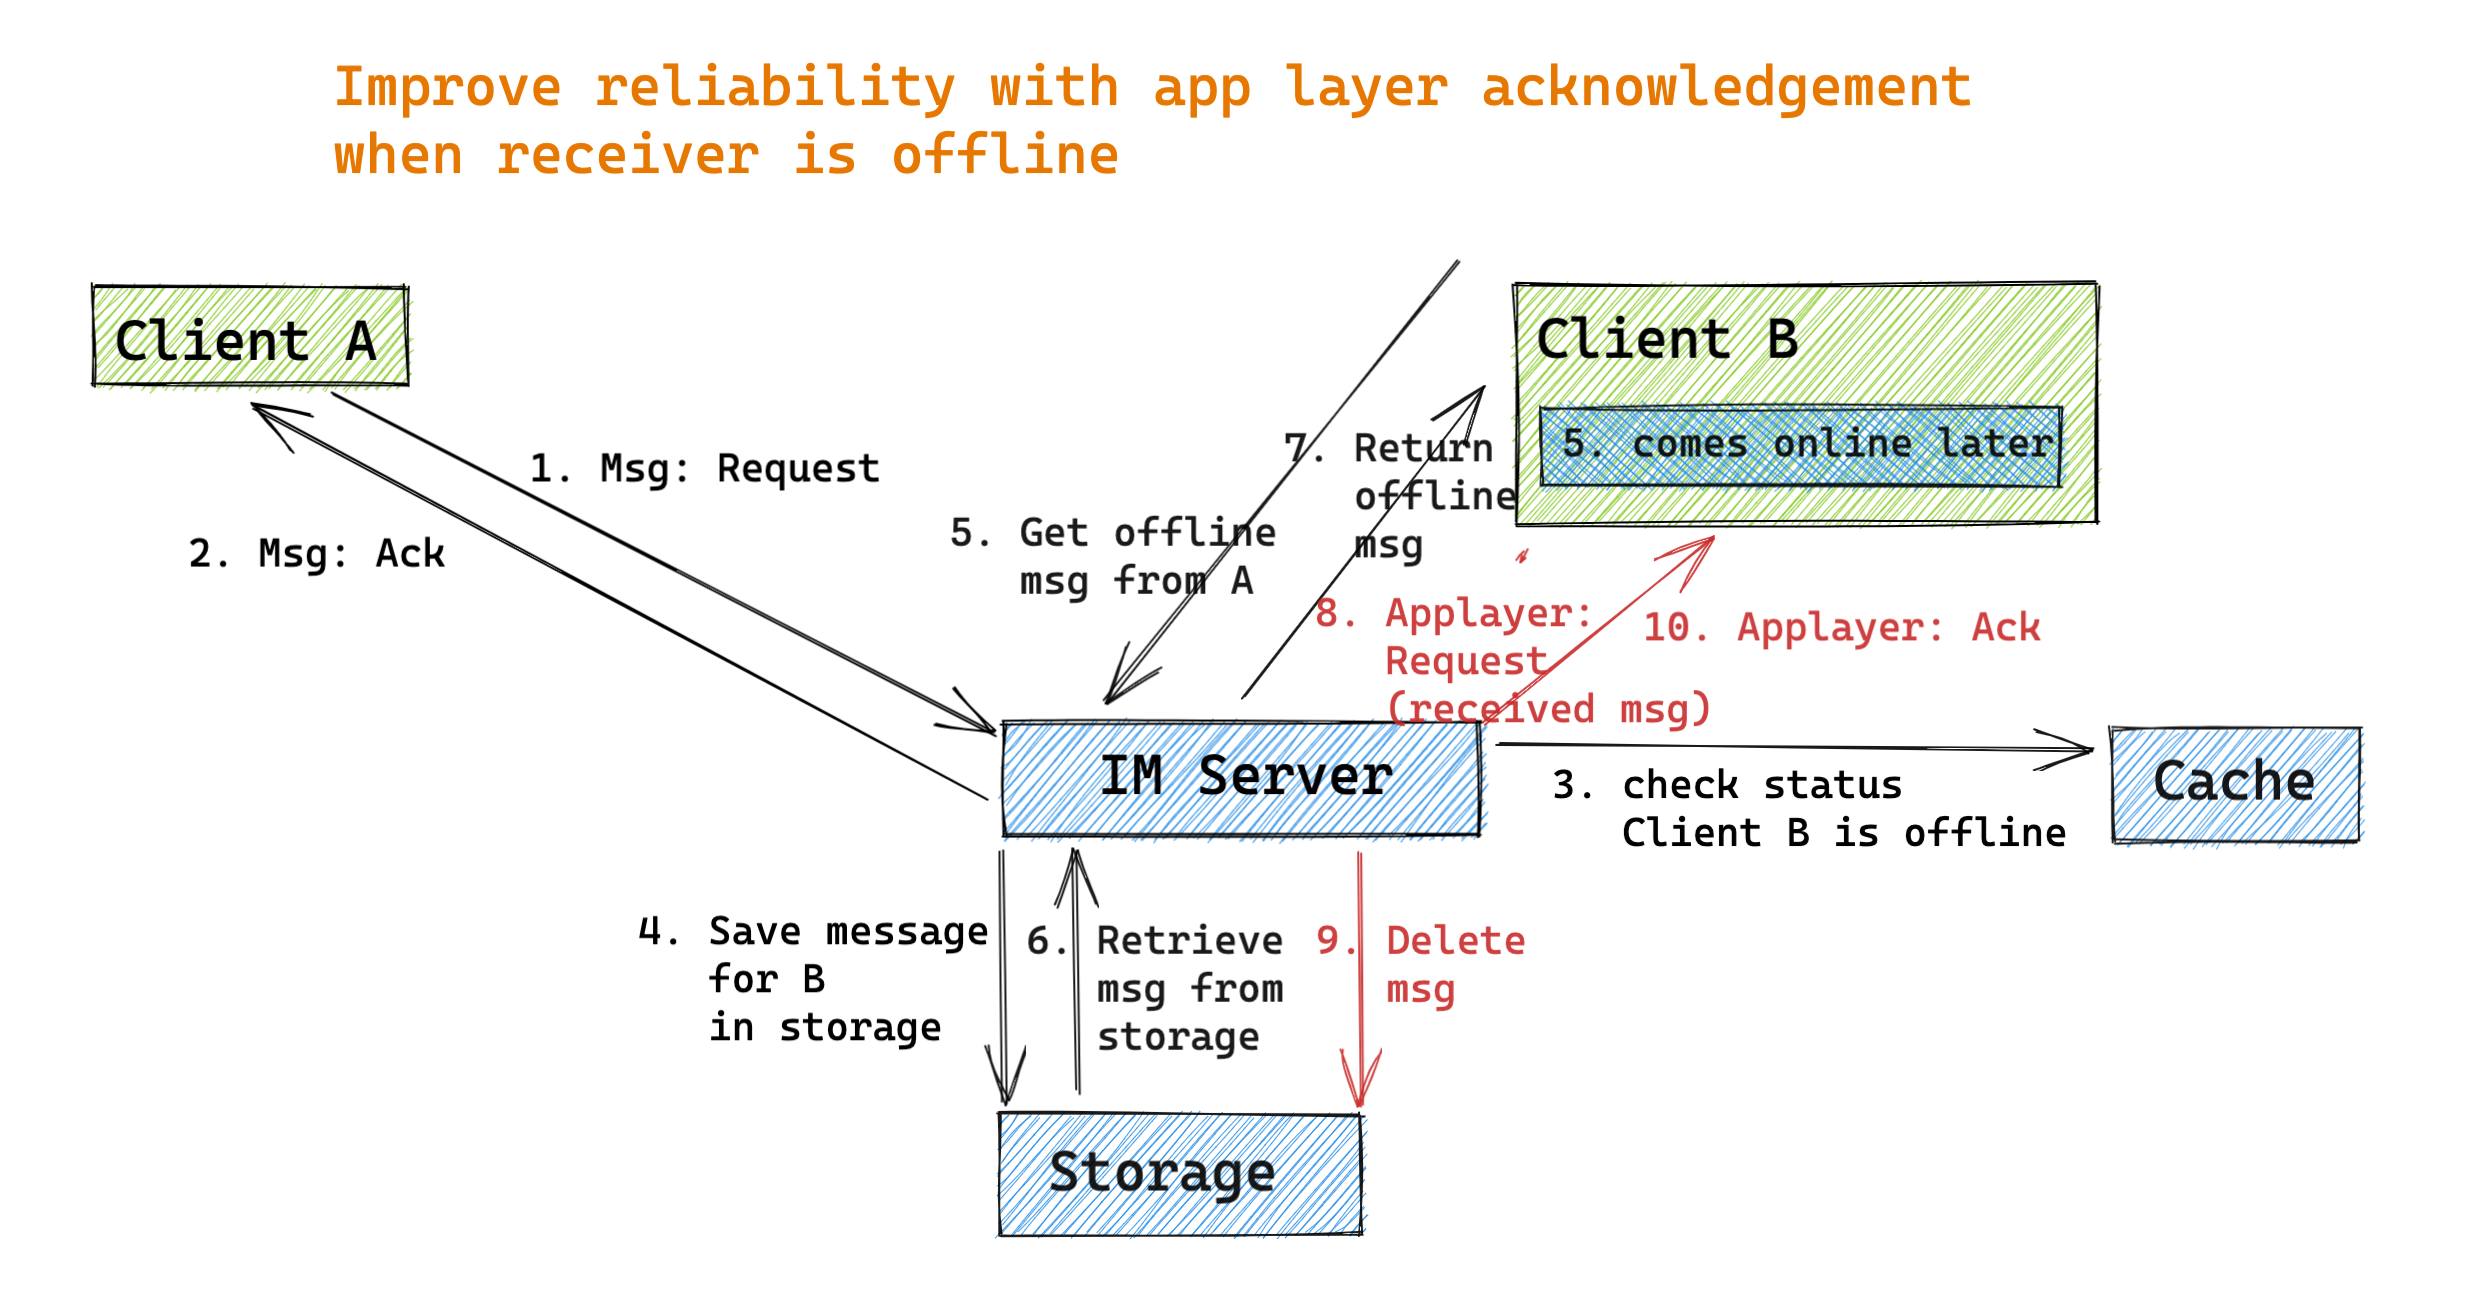 Improve reliability with app layer acknowledgement
when receiver is offline
Client A
Client B
5. comes online later
1. Msg: Request
2. Msg: Ack
7. Return
offline
msg
5. Get offline
msg from A
8. Applayer:
Request
(received msg)
10. Applayer: Ack
IM Server
3. check status
Client B is offline
Cache
4. Save message
for B
in storage
6. Retrieve
msg from
storage
9. Delete
msg
Storage